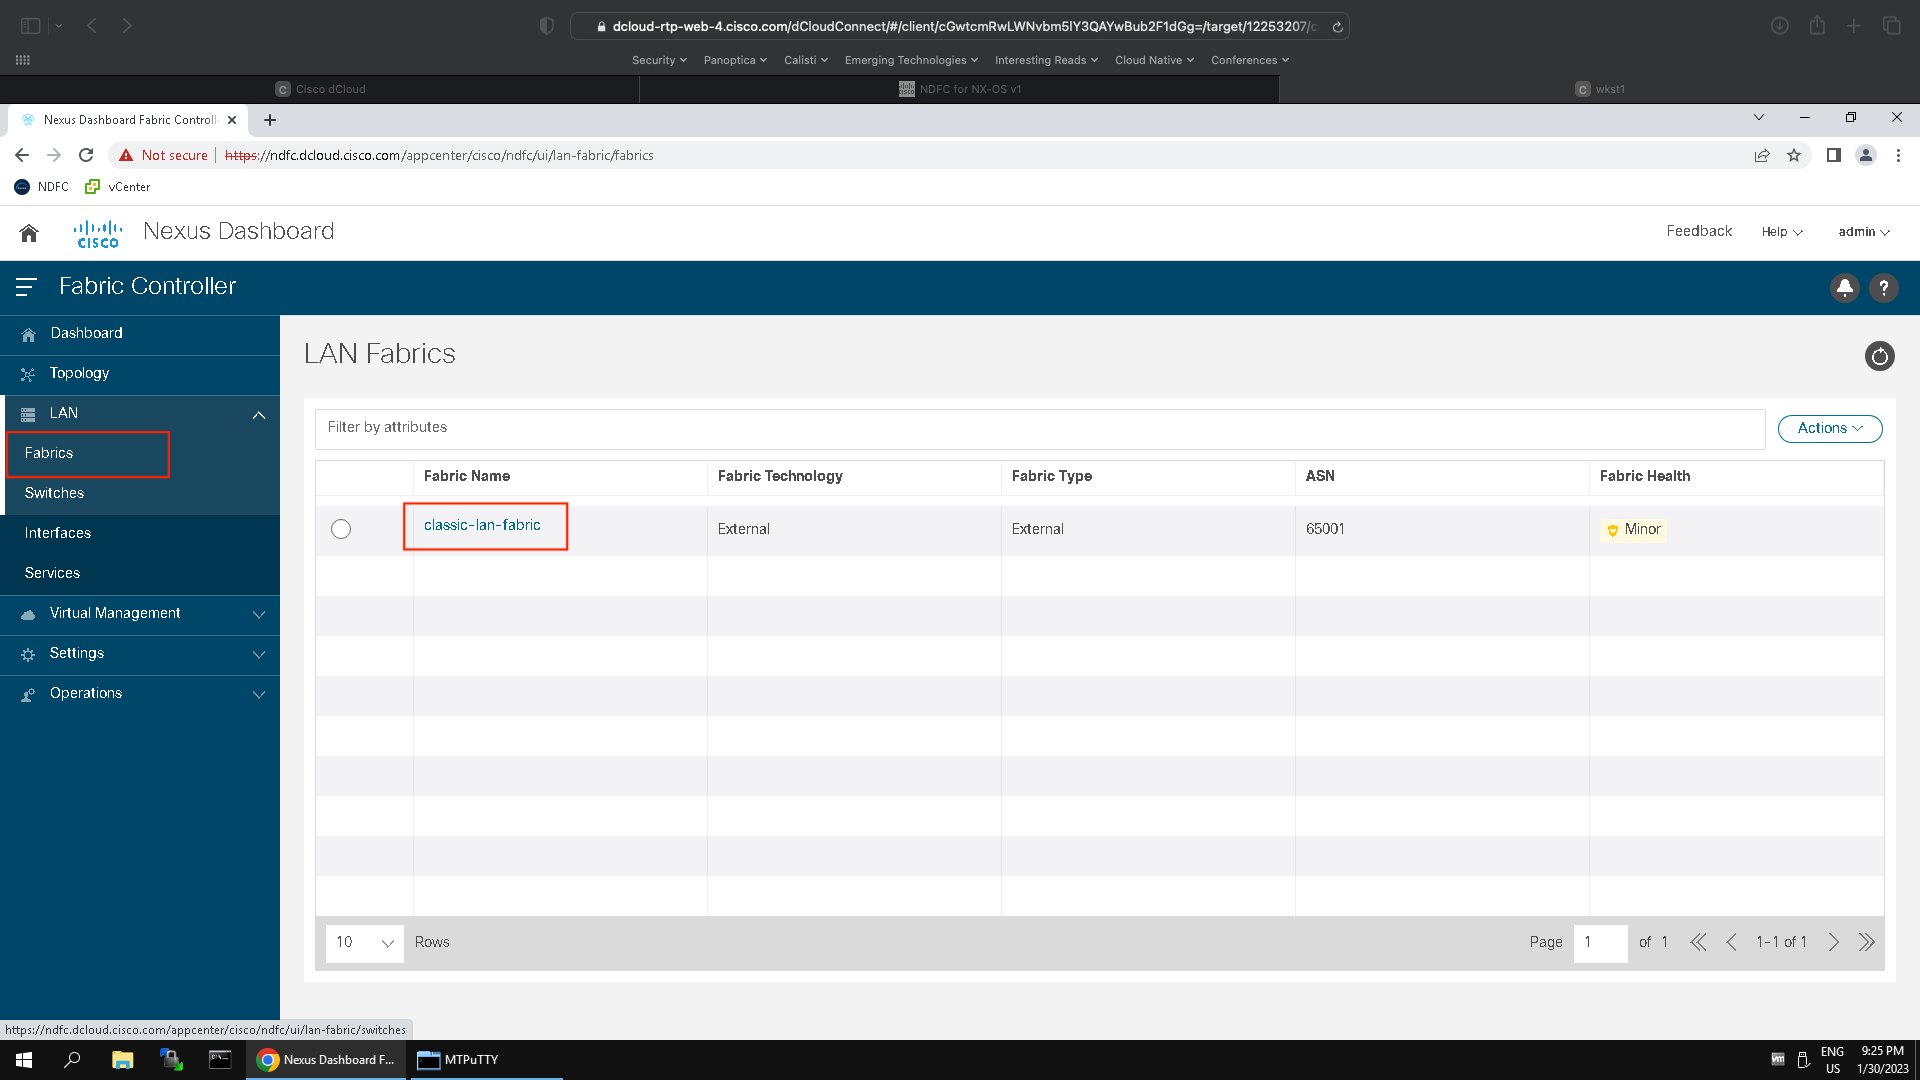 dcloud-rtp-web-4.cisco.com/dCloudConnect/#/client/cGwtcmRwLWNvbm5lY3QAYwBub2F1dGg=/target/12253207/c
Security Panoptica Calisti Emerging Technologies Interesting Reads Cloud Native Conferences
C Cisco dCloud
NDFC for NX-OS v1
C wkst1
Nexus Dashboard Fabric Controll
Not secure https://ndfc.dcloud.cisco.com/appcenter/cisco/ndfc/ui/lan-fabric/fabrics
NDFC vCenter
cisco Nexus Dashboard
Feedback Help admin
Fabric Controller
?
Dashboard
Topology
LAN
Fabrics
Switches
Interfaces
Services
Virtual Management
Settings
Operations
LAN Fabrics
Filter by attributes
Actions
Fabric Name Fabric Technology Fabric Type ASN Fabric Health
classic-lan-fabric External External 65001 Minor
10 Rows
Page 1 of 1 1-1 of 1
https://ndfc.dcloud.cisco.com/appcenter/cisco/ndfc/ui/lan-fabric/switches
Nexus Dashboard F...
MTPuTTY
vm
ENG
US
9:25 PM
1/30/2023